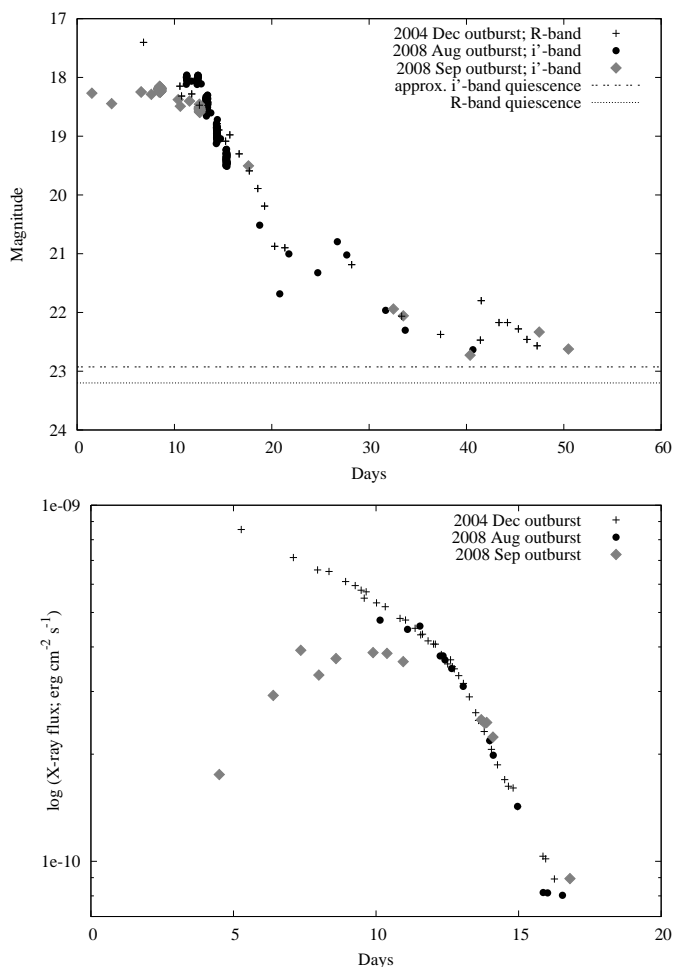 17
18
19
20
21
22
23
24
Magnitude
0 10 20 30 40 50 60
Days
2004 Dec outburst; R-band
2008 Aug outburst; i'-band
2008 Sep outburst; i'-band
approx. i'-band quiescence
R-band quiescence
1e-09
1e-10
log (X-ray flux; erg cm-2 s-1)
0 5 10 15 20
Days
2004 Dec outburst
2008 Aug outburst
2008 Sep outburst